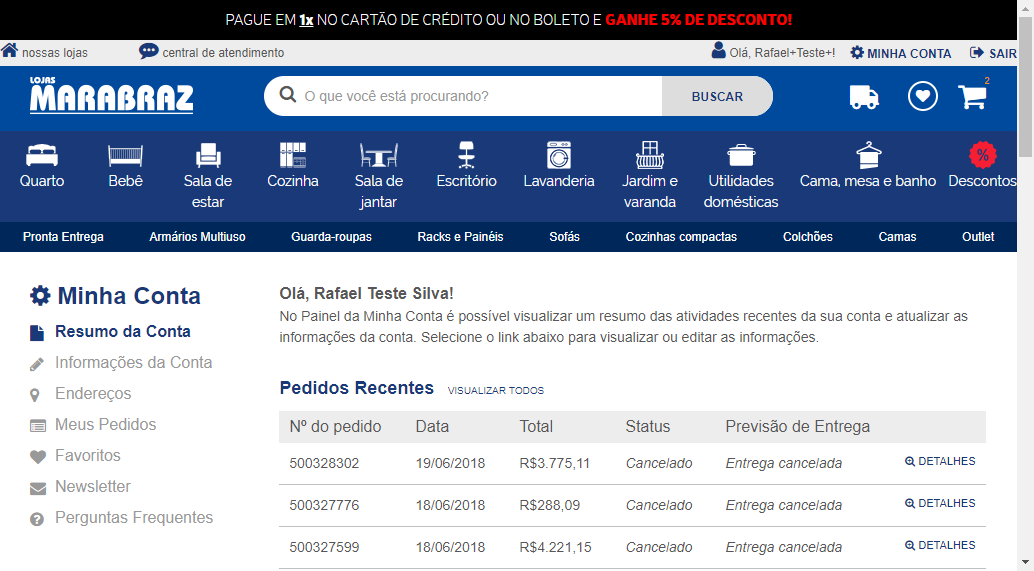 PAGUE EM 1x NO CARTÃO DE CRÉDITO OU NO BOLETO E GANHE 5% DE DESCONTO!
nossas lojas central de atendimento Olá, Rafael+Teste+! MINHA CONTA SAIR
LOJAS
MARABRAZ
O que você está procurando? BUSCAR 2
%
Quarto Bebê Sala de estar Cozinha Sala de jantar Escritório Lavanderia Jardim e varanda Utilidades domésticas Cama, mesa e banho Descontos
Pronta Entrega Armários Multiuso Guarda-roupas Racks e Painéis Sofás Cozinhas compactas Colchões Camas Outlet
Minha Conta
Resumo da Conta
Informações da Conta
Endereços
Meus Pedidos
Favoritos
Newsletter
Perguntas Frequentes
Olá, Rafael Teste Silva!
No Painel da Minha Conta é possível visualizar um resumo das atividades recentes da sua conta e atualizar as
informações da conta. Selecione o link abaixo para visualizar ou editar as informações.
Pedidos Recentes VISUALIZAR TODOS
Nº do pedido Data Total Status Previsão de Entrega
500328302 19/06/2018 R$3.775,11 Cancelado Entrega cancelada DETALHES
500327776 18/06/2018 R$288,09 Cancelado Entrega cancelada DETALHES
500327599 18/06/2018 R$4.221,15 Cancelado Entrega cancelada DETALHES